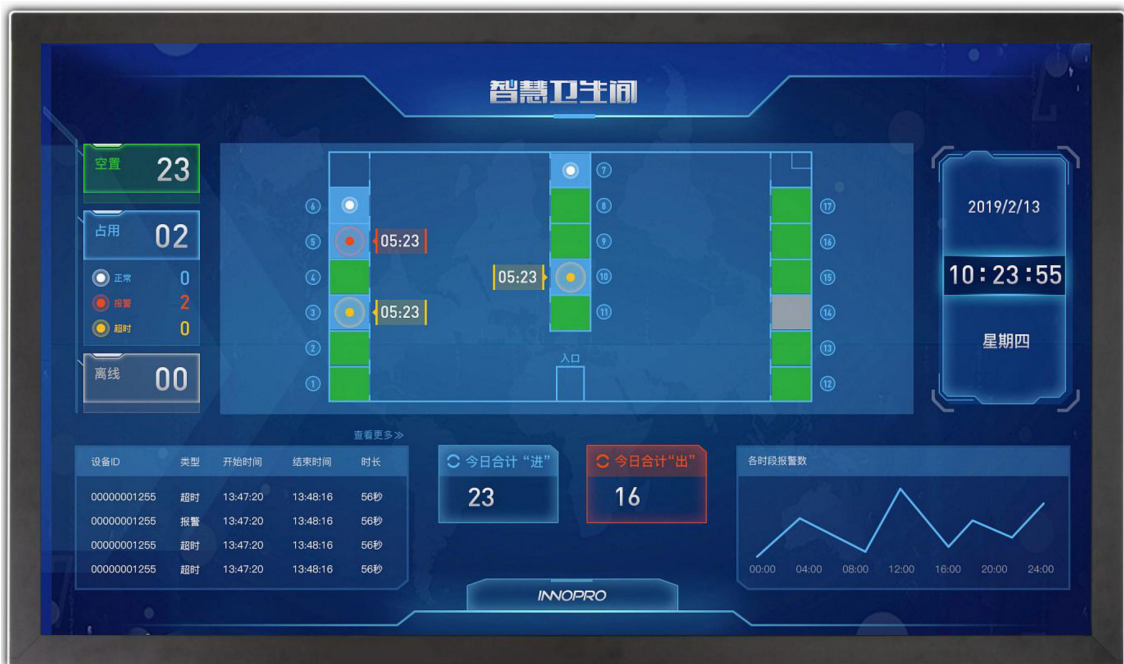 智慧卫生间
空置 23
占用 02
正常 0
报警 2
超时 0
离线 00
⑥
⑤ 05:23
④
③ 05:23
②
①
⑦
⑧
⑨
05:23 ⑩
⑪
入口
⑰
⑯
⑮
⑭
⑬
⑫
2019/2/13
10:23:55
星期四
查看更多≫
设备ID 类型 开始时间 结束时间 时长
00000001255 超时 13:47:20 13:48:16 56秒
00000001255 报警 13:47:20 13:48:16 56秒
00000001255 超时 13:47:20 13:48:16 56秒
00000001255 超时 13:47:20 13:48:16 56秒
今日合计“进”
23
今日合计“出”
16
各时段报警数
00:00 04:00 08:00 12:00 16:00 20:00 24:00
INNOPRO